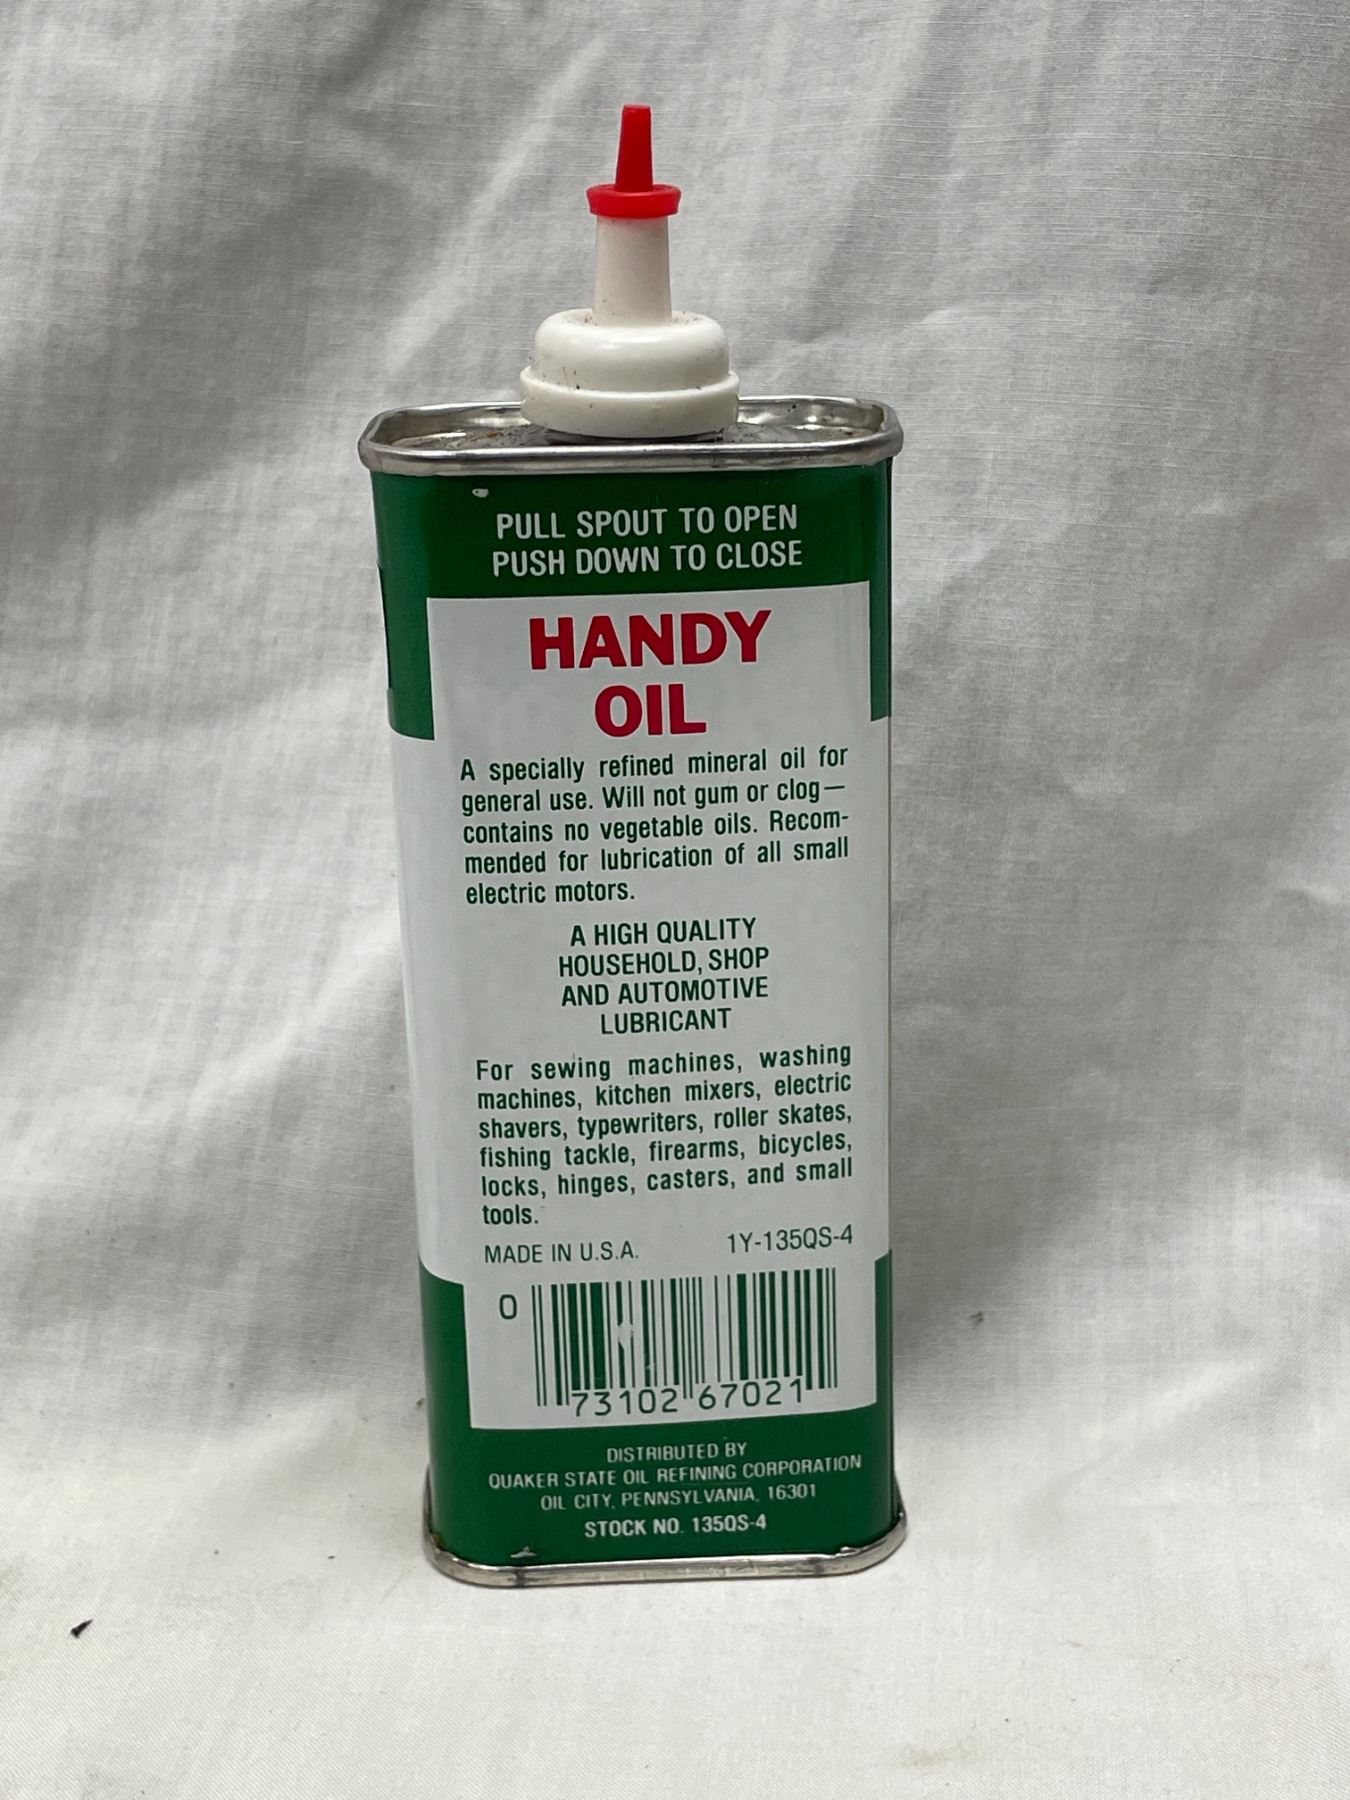 PULL SPOUT TO OPEN
PUSH DOWN TO CLOSE
HANDY
OIL
A specially refined mineral oil for
general use. Will not gum or clog—
contains no vegetable oils. Recom-
mended for lubrication of all small
electric motors.
A HIGH QUALITY
HOUSEHOLD, SHOP
AND AUTOMOTIVE
LUBRICANT
For sewing machines, washing
machines, kitchen mixers, electric
shavers, typewriters, roller skates,
fishing tackle, firearms, bicycles,
locks, hinges, casters, and small
tools.
MADE IN U.S.A. 1Y-135QS-4
0
73102 67021
DISTRIBUTED BY
QUAKER STATE OIL REFINING CORPORATION
OIL CITY, PENNSYLVANIA, 16301
STOCK NO. 135QS-4